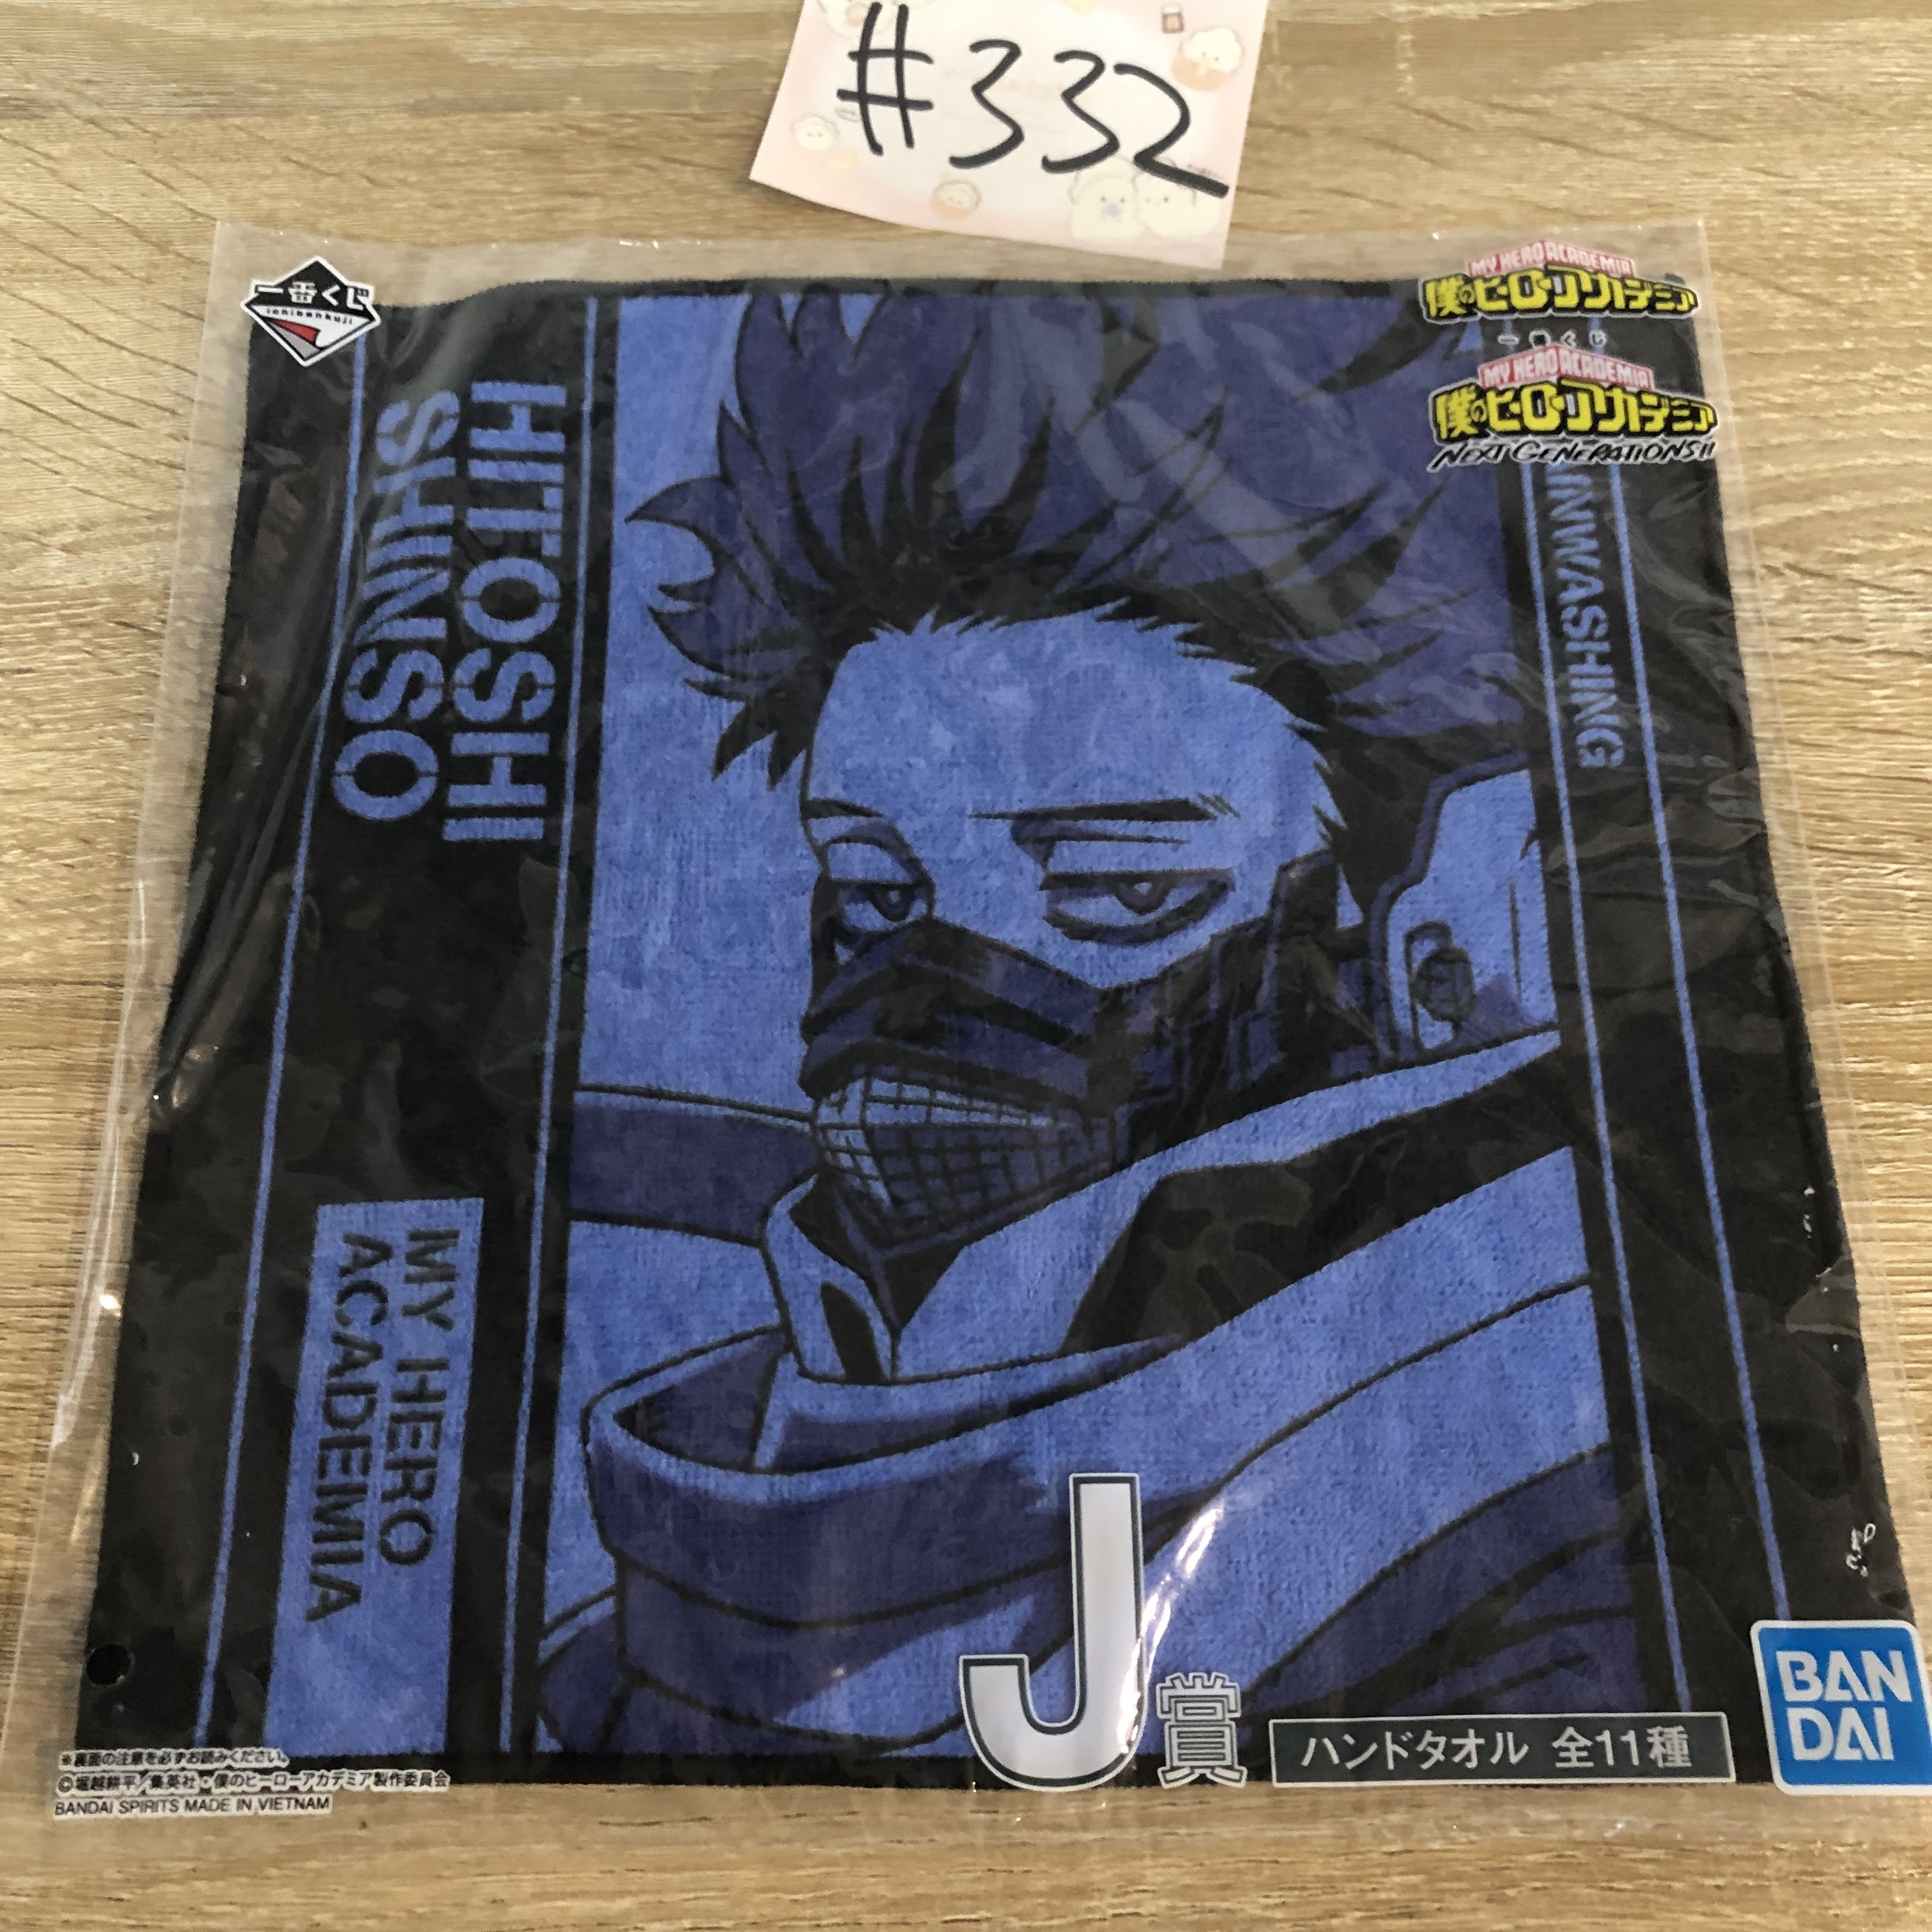 #332
一番くじ
ichibankuji
MY HERO ACADEMIA
僕のヒーローアカデミア
一番くじ
MY HERO ACADEMIA
僕のヒーローアカデミア
NEXT GENERATIONS!!
HITOSHI
SHINSO
INWASHING
MY HERO
ACADEMIA
J賞
ハンドタオル 全11種
BAN
DAI
※裏面の注意を必ずお読みください。
©堀越耕平/集英社・僕のヒーローアカデミア製作委員会
BANDAI SPIRITS MADE IN VIETNAM